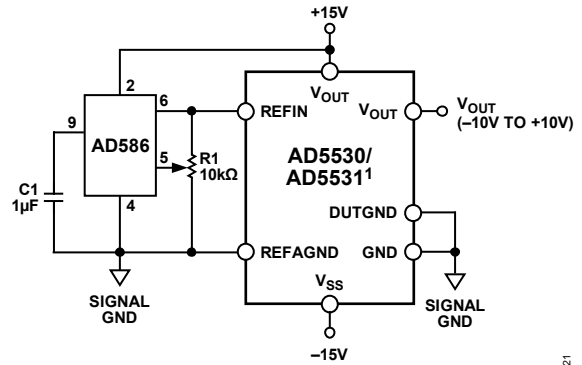 +15V
2
V_OUT
6
REFIN
V_OUT
V_OUT
(–10V TO +10V)
9
AD586
5
R1
10kΩ
AD5530/
AD5531¹
C1
1µF
4
DUTGND
REFAGND
GND
V_SS
SIGNAL
GND
SIGNAL
GND
–15V
21